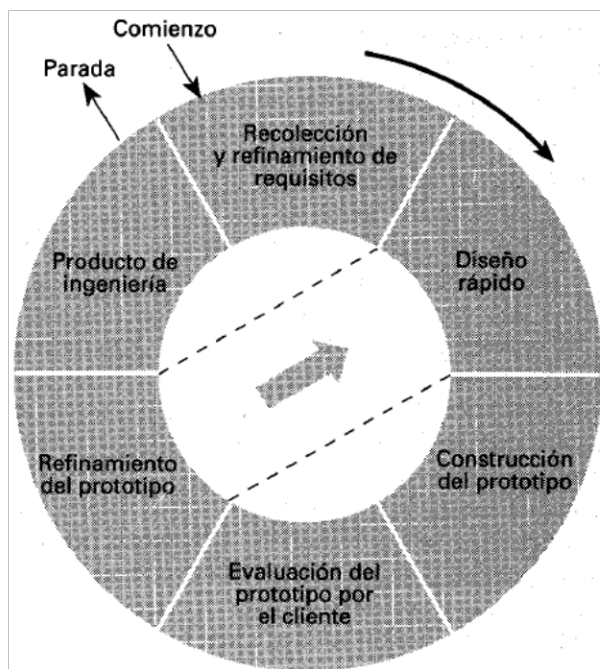 Comienzo
Parada
Recolección
y refinamiento de
requisitos
Diseño
rápido
Construcción
del prototipo
Evaluación del
prototipo por
el cliente
Refinamiento
del prototipo
Producto de
ingeniería